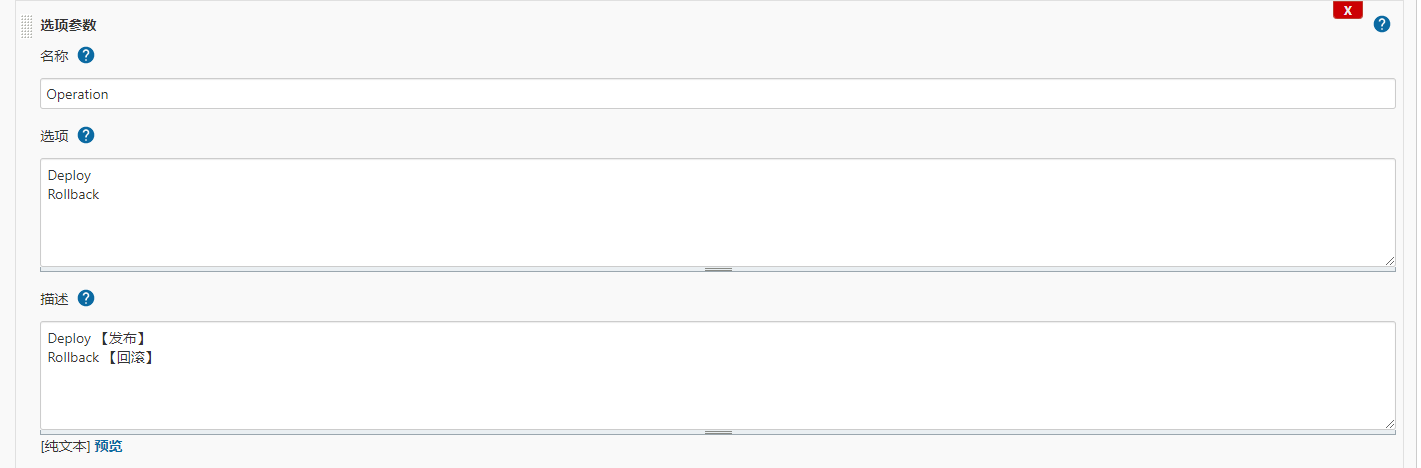 选项参数
X
名称
Operation
选项
Deploy
Rollback
描述
Deploy 【发布】
Rollback 【回滚】
[纯文本] 预览